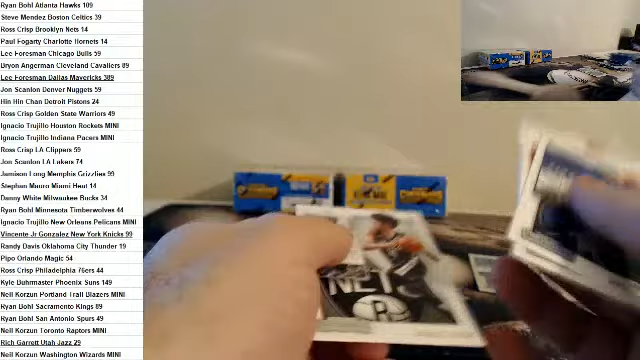 Ryan Bohl Atlanta Hawks 109
Steve Mendez Boston Celtics 39
Ross Crisp Brooklyn Nets 14
Paul Fogarty Charlotte Hornets 14
Lee Foresman Chicago Bulls 59
Bryon Angerman Cleveland Cavaliers 89
Lee Foresman Dallas Mavericks 389
Jon Scanlon Denver Nuggets 59
Hin Hin Chan Detroit Pistons 24
Ross Crisp Golden State Warriors 49
Ignacio Trujillo Houston Rockets MINI
Ignacio Trujillo Indiana Pacers MINI
Ross Crisp LA Clippers 59
Jon Scanlon LA Lakers 74
Jamison Long Memphis Grizzlies 99
Stephan Mauro Miami Heat 14
Danny White Milwaukee Bucks 34
Ryan Bohl Minnesota Timberwolves 44
Ignacio Trujillo New Orleans Pelicans MINI
Vincente Jr Gonzalez New York Knicks 99
Randy Davis Oklahoma City Thunder 19
Pipo Orlando Magic 54
Ross Crisp Philadelphia 76ers 44
Kyle Buhrmaster Phoenix Suns 149
Neil Korzun Portland Trail Blazers MINI
Ryan Bohl Sacramento Kings 89
Ryan Bohl San Antonio Spurs 49
Neil Korzun Toronto Raptors MINI
Rich Garrett Utah Jazz 29
Neil Korzun Washington Wizards MINI
NETS